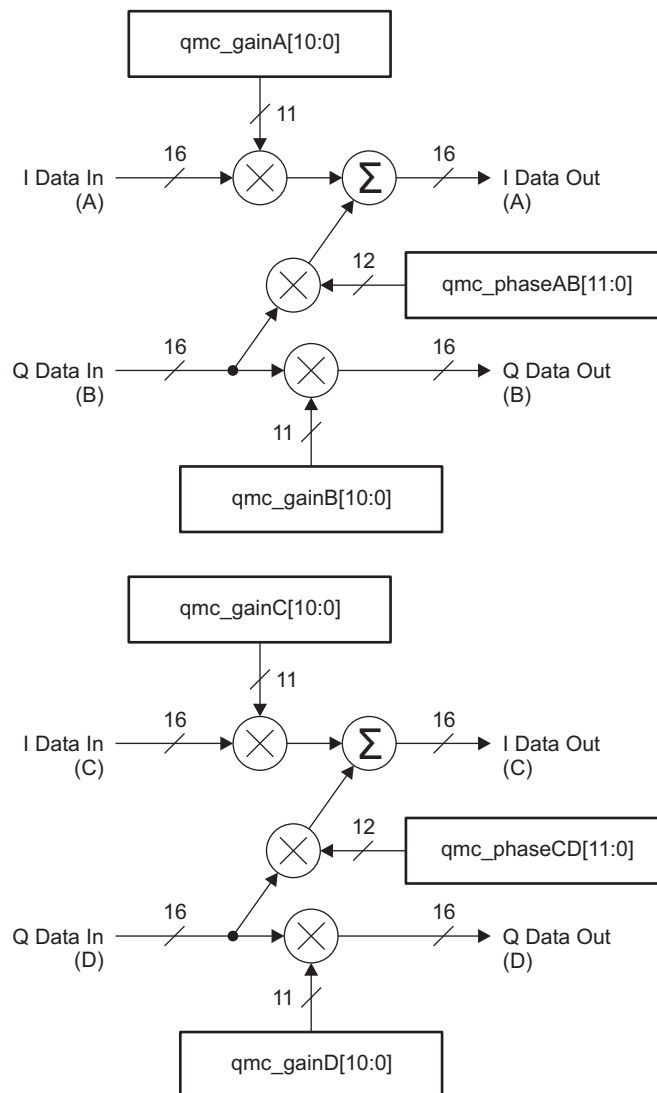 qmc_gainA[10:0]
11
16
16
I Data In
(A)
Σ
I Data Out
(A)
12
qmc_phaseAB[11:0]
16
16
Q Data In
(B)
Q Data Out
(B)
11
qmc_gainB[10:0]
qmc_gainC[10:0]
11
16
16
I Data In
(C)
Σ
I Data Out
(C)
12
qmc_phaseCD[11:0]
16
16
Q Data In
(D)
Q Data Out
(D)
11
qmc_gainD[10:0]